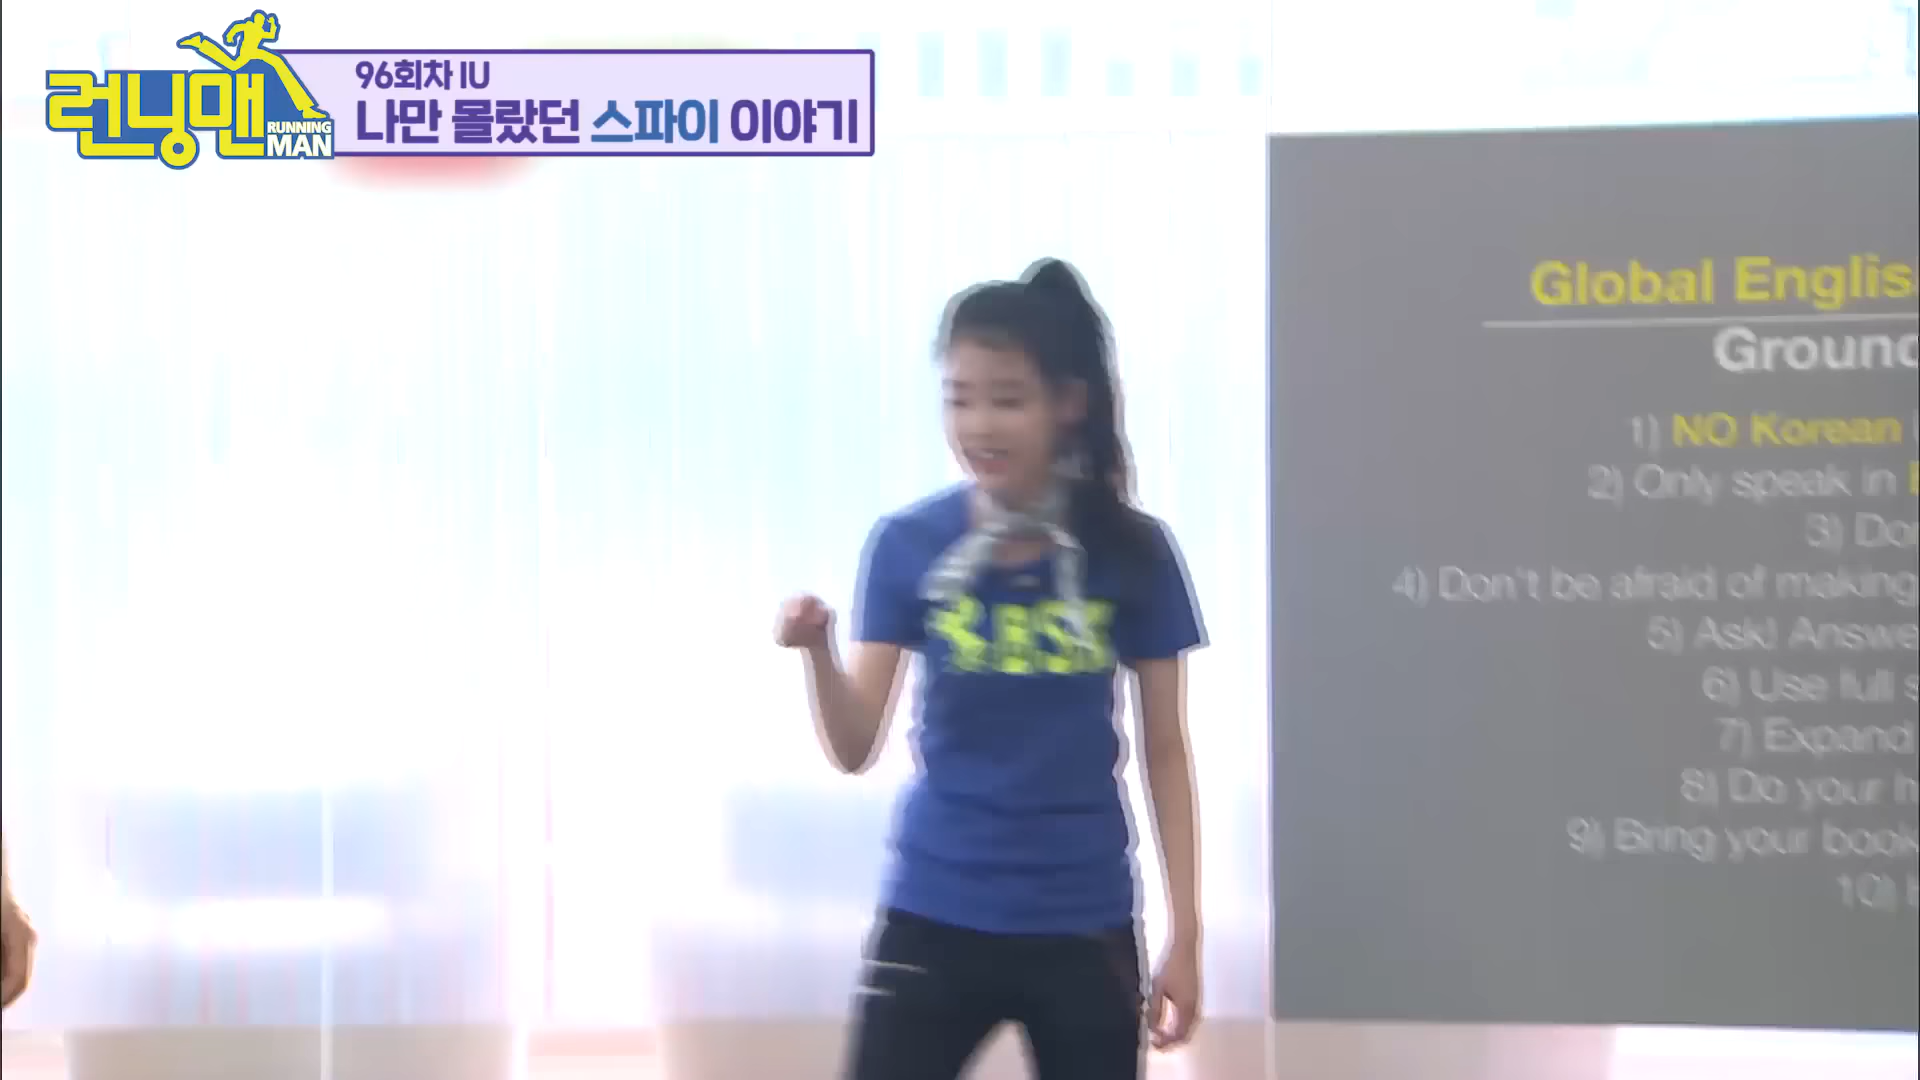 런닝맨
RUNNING
MAN
96회차 IU
나만 몰랐던 스파이 이야기
Global Englis
Ground
1) NO Korean
2) Only speak in
3) Don
4) Don't be afraid of making
5) Ask! Answe
6) Use full s
7) Expand
8) Do your h
9) Bring your book
10)